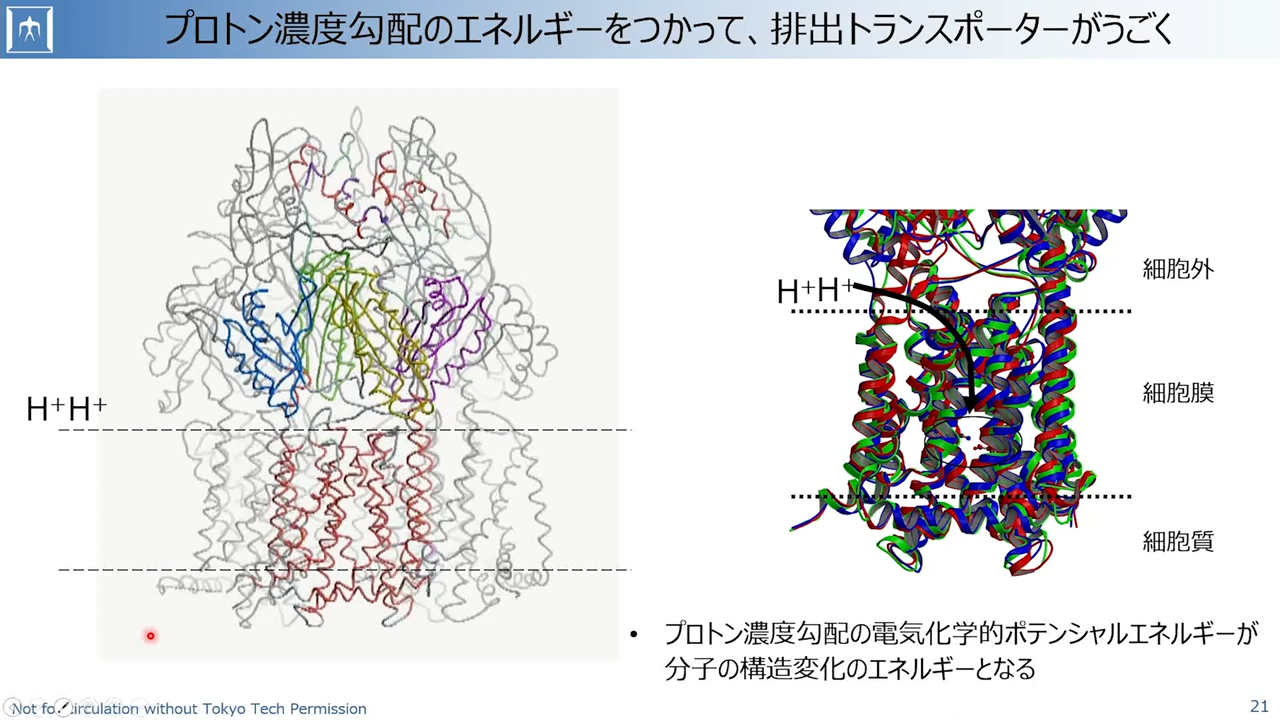 プロトン濃度勾配のエネルギーをつかって、排出トランスポーターがうごく
H⁺H⁺
H⁺H⁺
細胞外
細胞膜
細胞質
• プロトン濃度勾配の電気化学的ポテンシャルエネルギーが
分子の構造変化のエネルギーとなる
Not for circulation without Tokyo Tech Permission
21